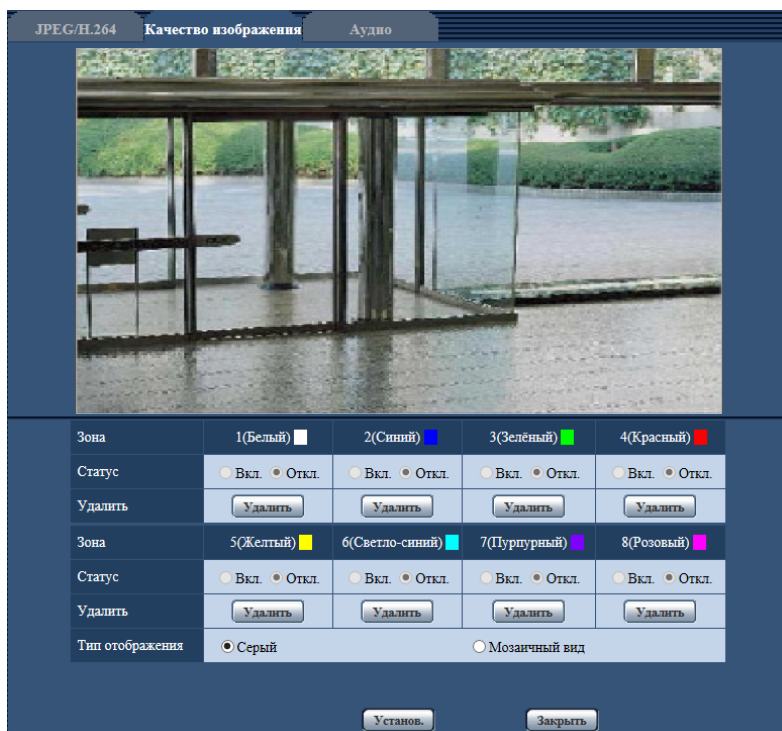 JPEG/H.264 Качество изображения Аудио
Зона 1(Белый) 2(Синий) 3(Зелёный) 4(Красный)
Статус Вкл. Откл. Вкл. Откл. Вкл. Откл. Вкл. Откл.
Удалить Удалить Удалить Удалить Удалить
Зона 5(Желтый) 6(Светло-синий) 7(Пурпурный) 8(Розовый)
Статус Вкл. Откл. Вкл. Откл. Вкл. Откл. Вкл. Откл.
Удалить Удалить Удалить Удалить Удалить
Тип отображения Серый Мозаичный вид
Установ. Закрыть